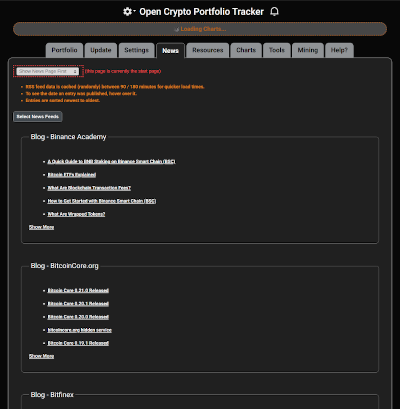 Open Crypto Portfolio Tracker
Loading Charts...
Portfolio Update Settings News Resources Charts Tools Mining Help?
Show News Page First (this page is currently the start page)
RSS feed data is cached (randomly) between 90 / 180 minutes for quicker load times.
To see the date an entry was published, hover over it.
Entries are sorted newest to oldest.
Select News Feeds
Blog - Binance Academy
A Quick Guide to BNB Staking on Binance Smart Chain (BSC)
Bitcoin ETFs Explained
What Are Blockchain Transaction Fees?
How to Get Started with Binance Smart Chain (BSC)
What Are Wrapped Tokens?
Show More
Blog - BitcoinCore.org
Bitcoin Core 0.21.0 Released
Bitcoin Core 0.20.1 Released
Bitcoin Core 0.20.0 Released
bitcoincore.org hidden service
Bitcoin Core 0.19.1 Released
Show More
Blog - Bitfinex